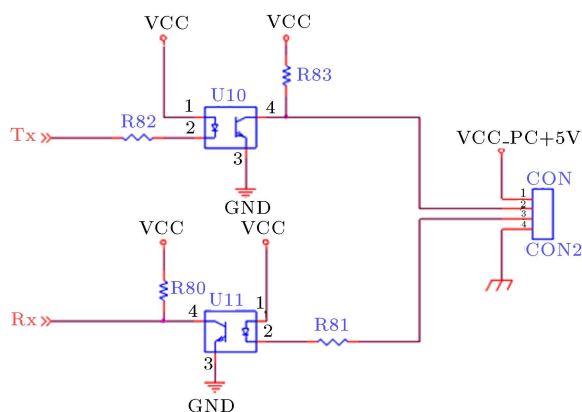 VCC
VCC
R83
U10
1
4
R82
Tx
2
3
VCC_PC+5V
CON
1
2
3
4
CON2
GND
VCC
VCC
R80
U11
1
4
Rx
2
R81
3
GND